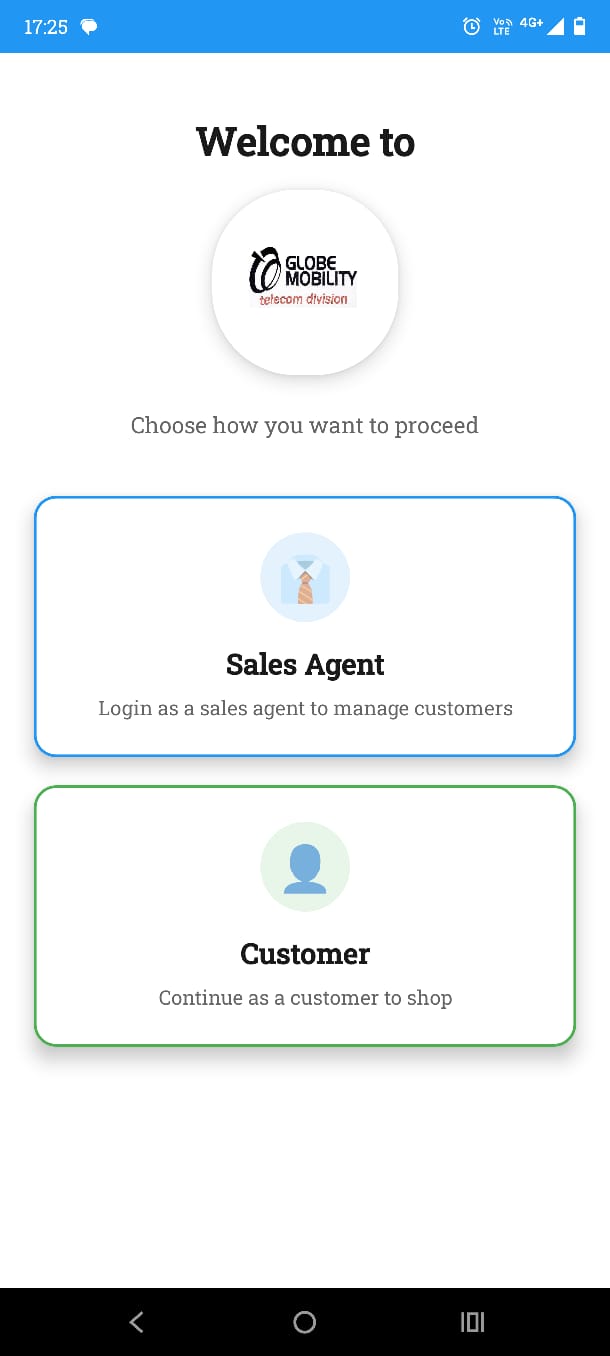 17:25
Vo
LTE
4G+
Welcome to
GLOBE
MOBILITY
telecom division
Choose how you want to proceed
Sales Agent
Login as a sales agent to manage customers
Customer
Continue as a customer to shop